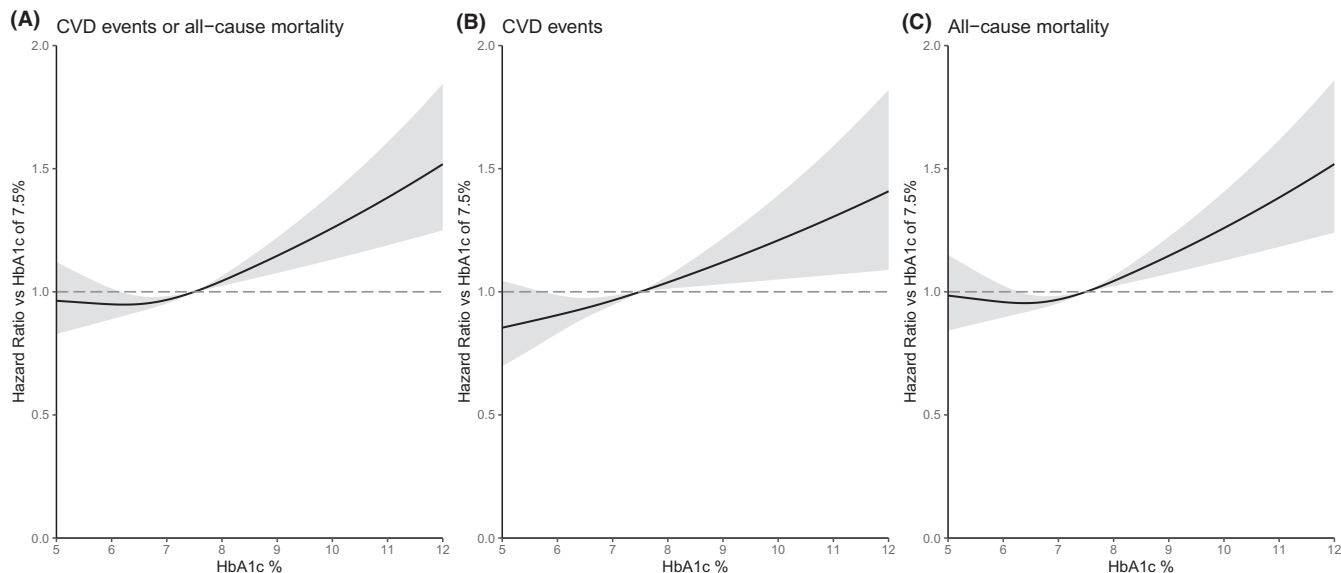 (A) CVD events or all−cause mortality
2.0
1.5
1.0
0.5
0.0
Hazard Ratio vs HbA1c of 7.5%
5 6 7 8 9 10 11 12
HbA1c %
(B) CVD events
2.0
1.5
1.0
0.5
0.0
Hazard Ratio vs HbA1c of 7.5%
5 6 7 8 9 10 11 12
HbA1c %
(C) All−cause mortality
2.0
1.5
1.0
0.5
0.0
Hazard Ratio vs HbA1c of 7.5%
5 6 7 8 9 10 11 12
HbA1c %